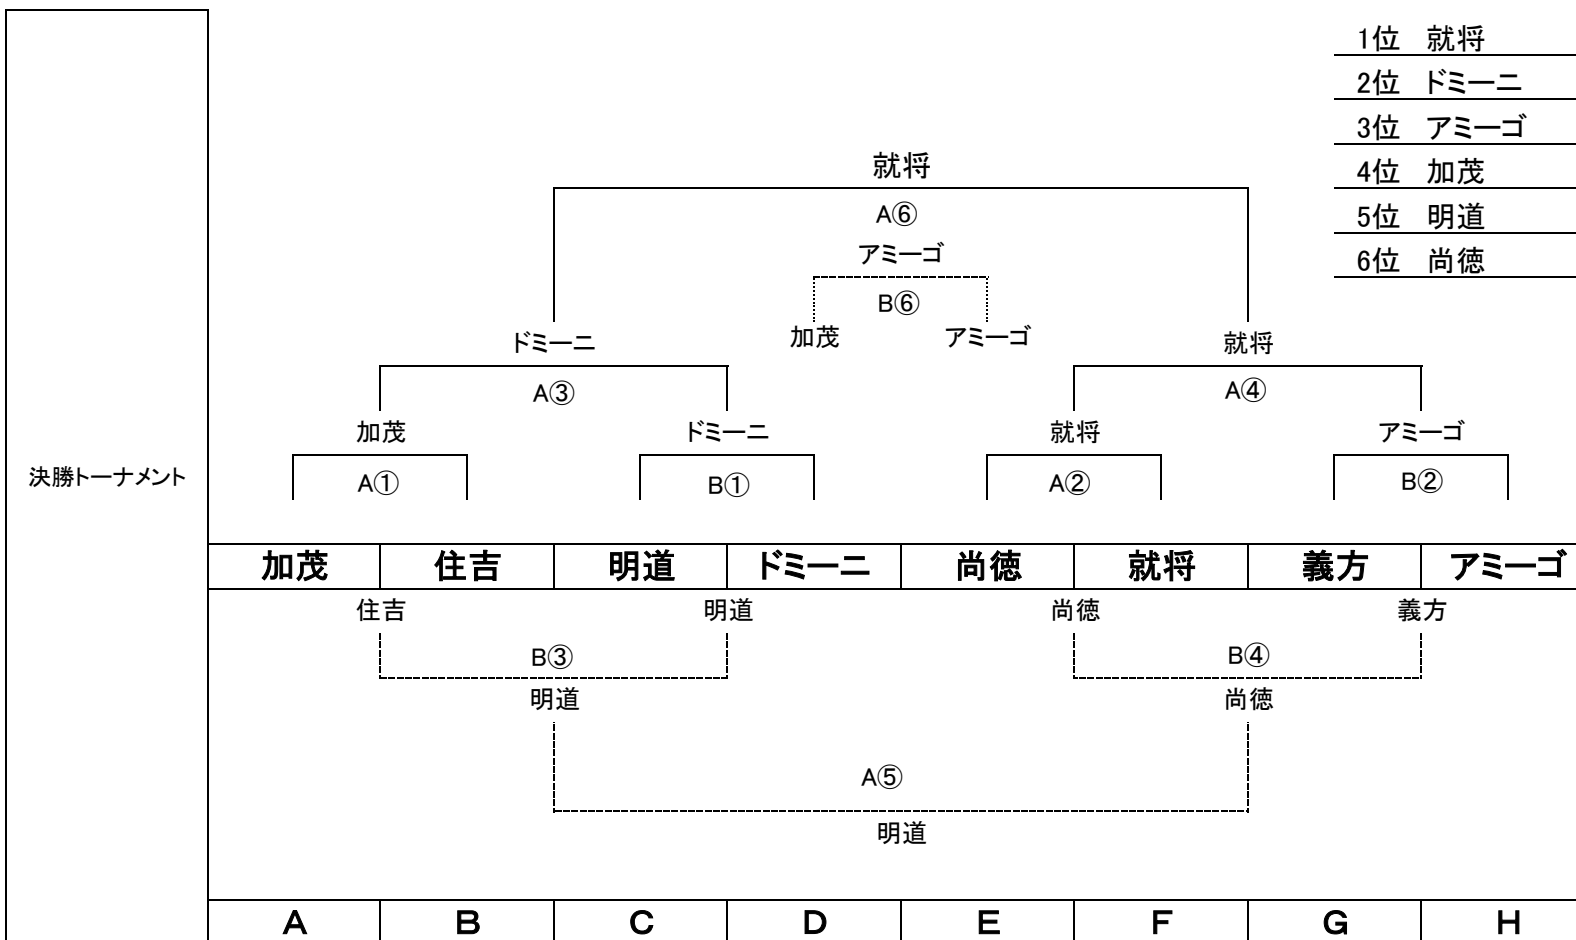 1位 就将
2位 ドミーニ
3位 アミーゴ
4位 加茂
5位 明道
6位 尚徳
就将
A⑥
アミーゴ
B⑥
加茂 アミーゴ
ドミーニ 就将
A③ A④
加茂 ドミーニ 就将 アミーゴ
決勝トーナメント
A① B① A② B②
加茂 住吉 明道 ドミーニ 尚徳 就将 義方 アミーゴ
住吉 明道 尚徳 義方
B③ B④
明道 尚徳
A⑤
明道
A B C D E F G H